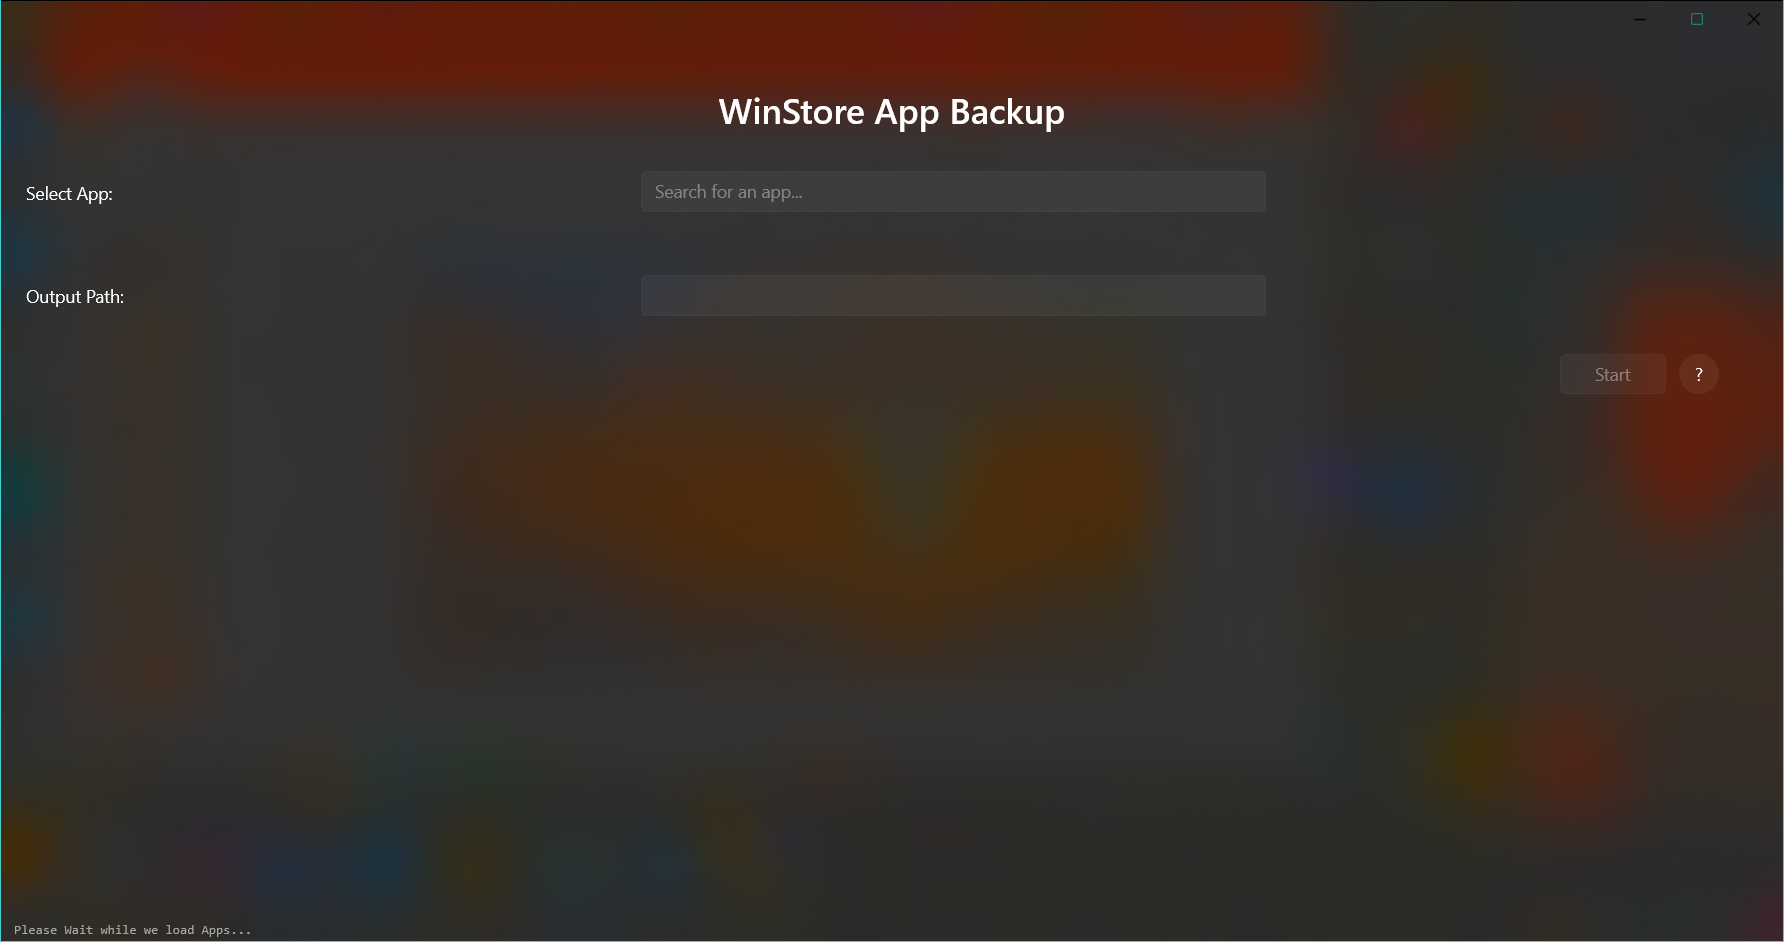 WinStore App Backup
Select App:
Search for an app...
Output Path:
Start
?
Please Wait while we load Apps...